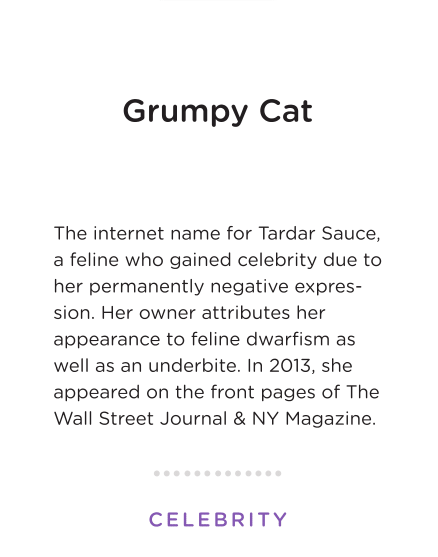 Grumpy Cat
The internet name for Tardar Sauce,
a feline who gained celebrity due to
her permanently negative expres-
sion. Her owner attributes her
appearance to feline dwarfism as
well as an underbite. In 2013, she
appeared on the front pages of The
Wall Street Journal & NY Magazine.
CELEBRITY